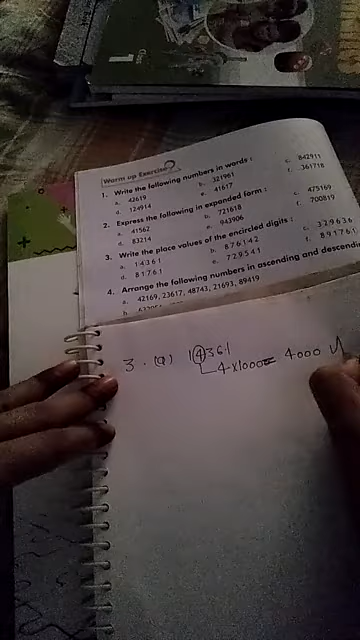 Warm up Exercise
1. Write the following numbers in words :
a. 42619 b. 321961 c. 842911
d. 124914 e. 41617 f. 361718
2. Express the following in expanded form :
a. 41562 b. 721618 c. 475169
d. 83214 e. 943906 f. 700819
3. Write the place values of the encircled digits :
a. 14361 b. 876142 c. 329636
d. 81761 e. 729541 f. 891761
4. Arrange the following numbers in ascending and descending
a. 42169, 23617, 48743, 21693, 89419
3. (a) 14361
4×1000= 4000